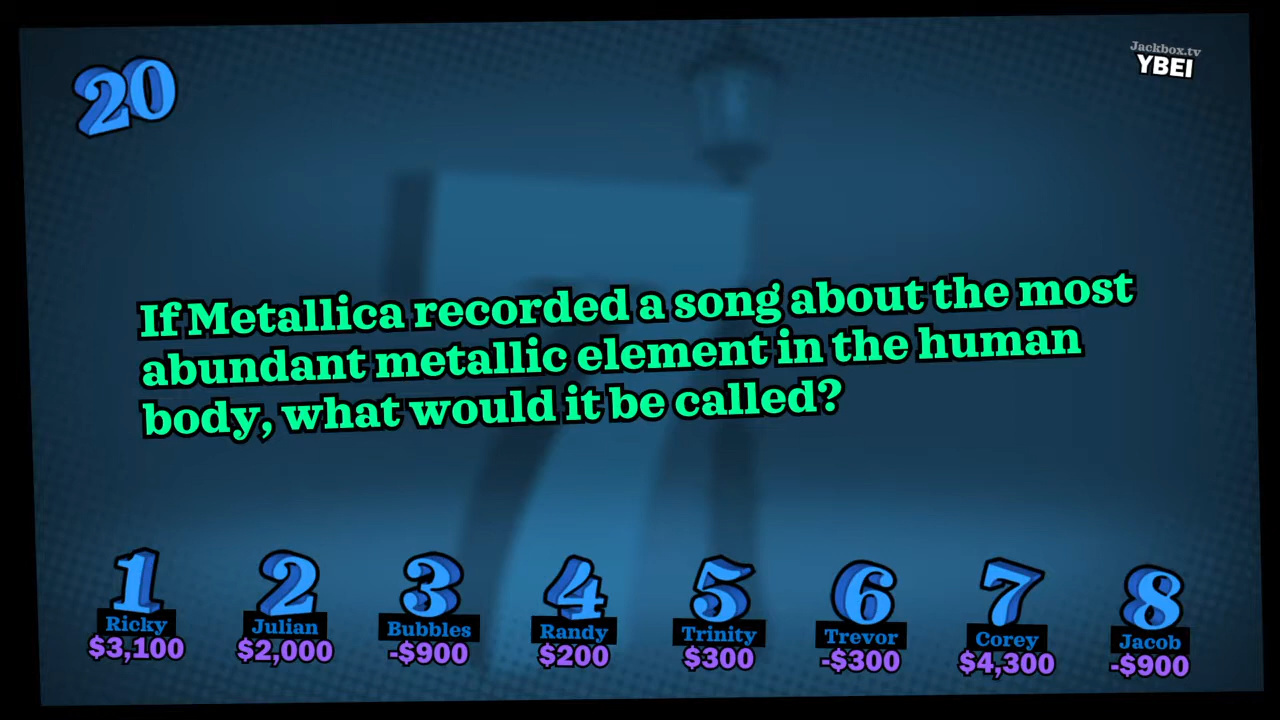 20
Jackbox.tv
YBEI
If Metallica recorded a song about the most
abundant metallic element in the human
body, what would it be called?
1 2 3 4 5 6 7 8
Ricky Julian Bubbles Randy Trinity Trevor Corey Jacob
$3,100 $2,000 -$900 $200 $300 -$300 $4,300 -$900